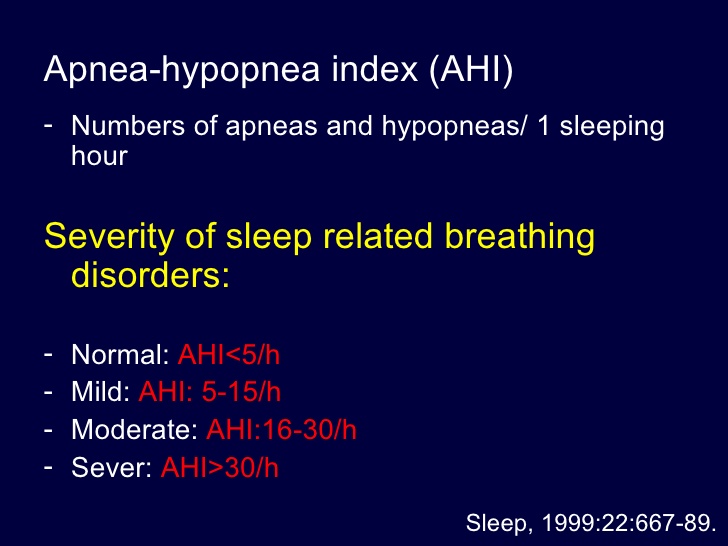 Apnea-hypopnea index (AHI)
- Numbers of apneas and hypopneas/ 1 sleeping
hour
Severity of sleep related breathing
disorders:
- Normal: AHI<5/h
- Mild: AHI: 5-15/h
- Moderate: AHI:16-30/h
- Sever: AHI>30/h
Sleep, 1999:22:667-89.